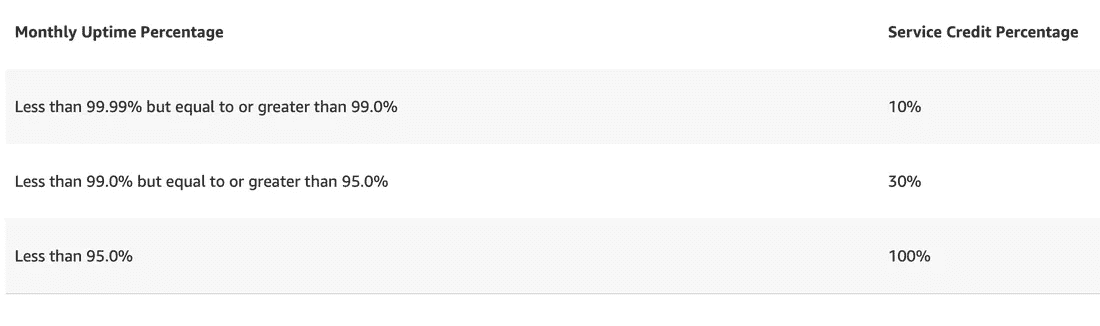 Monthly Uptime Percentage Service Credit Percentage
Less than 99.99% but equal to or greater than 99.0% 10%
Less than 99.0% but equal to or greater than 95.0% 30%
Less than 95.0% 100%